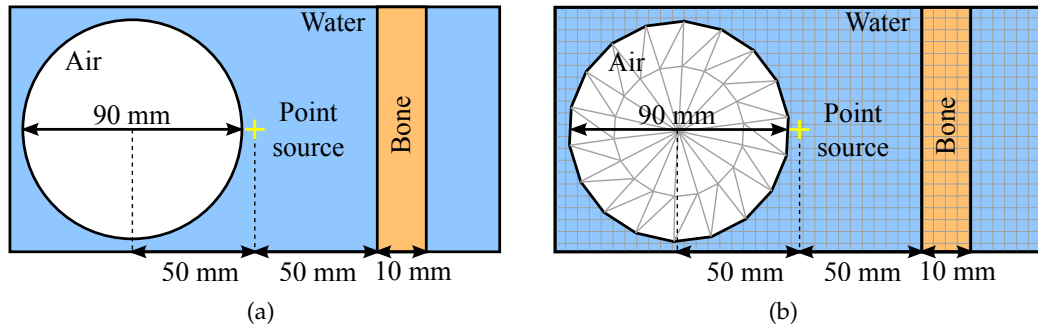 Water
Air
90 mm
Point
source
Bone
50 mm
50 mm
10 mm
(a)
Water
Air
90 mm
Point
source
Bone
50 mm
50 mm
10 mm
(b)